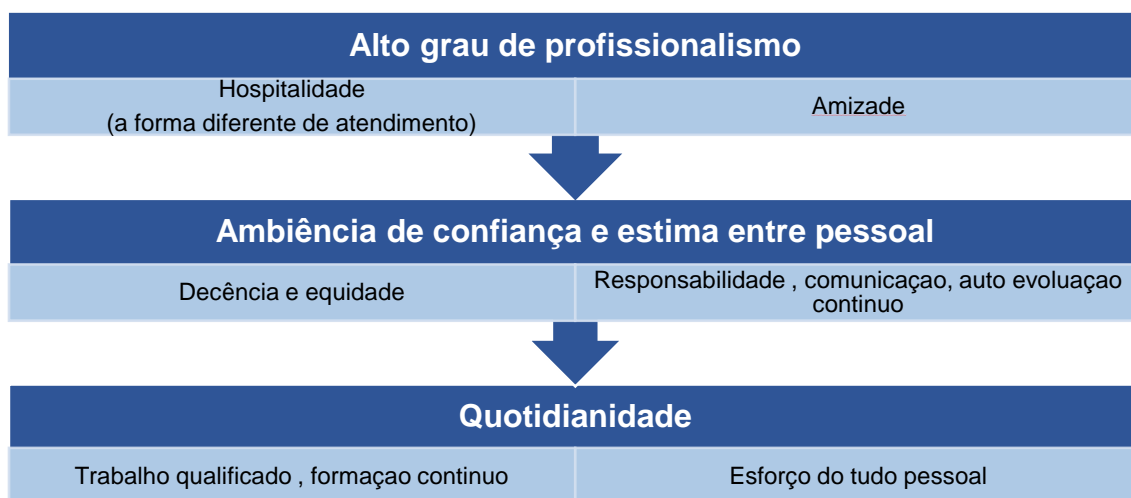 Alto grau de profissionalismo
Hospitalidade
(a forma diferente de atendimento)
Amizade
Ambiência de confiança e estima entre pessoal
Decência e equidade
Responsabilidade , comunicaçao, auto evoluaçao
continuo
Quotidianidade
Trabalho qualificado , formaçao continuo
Esforço do tudo pessoal